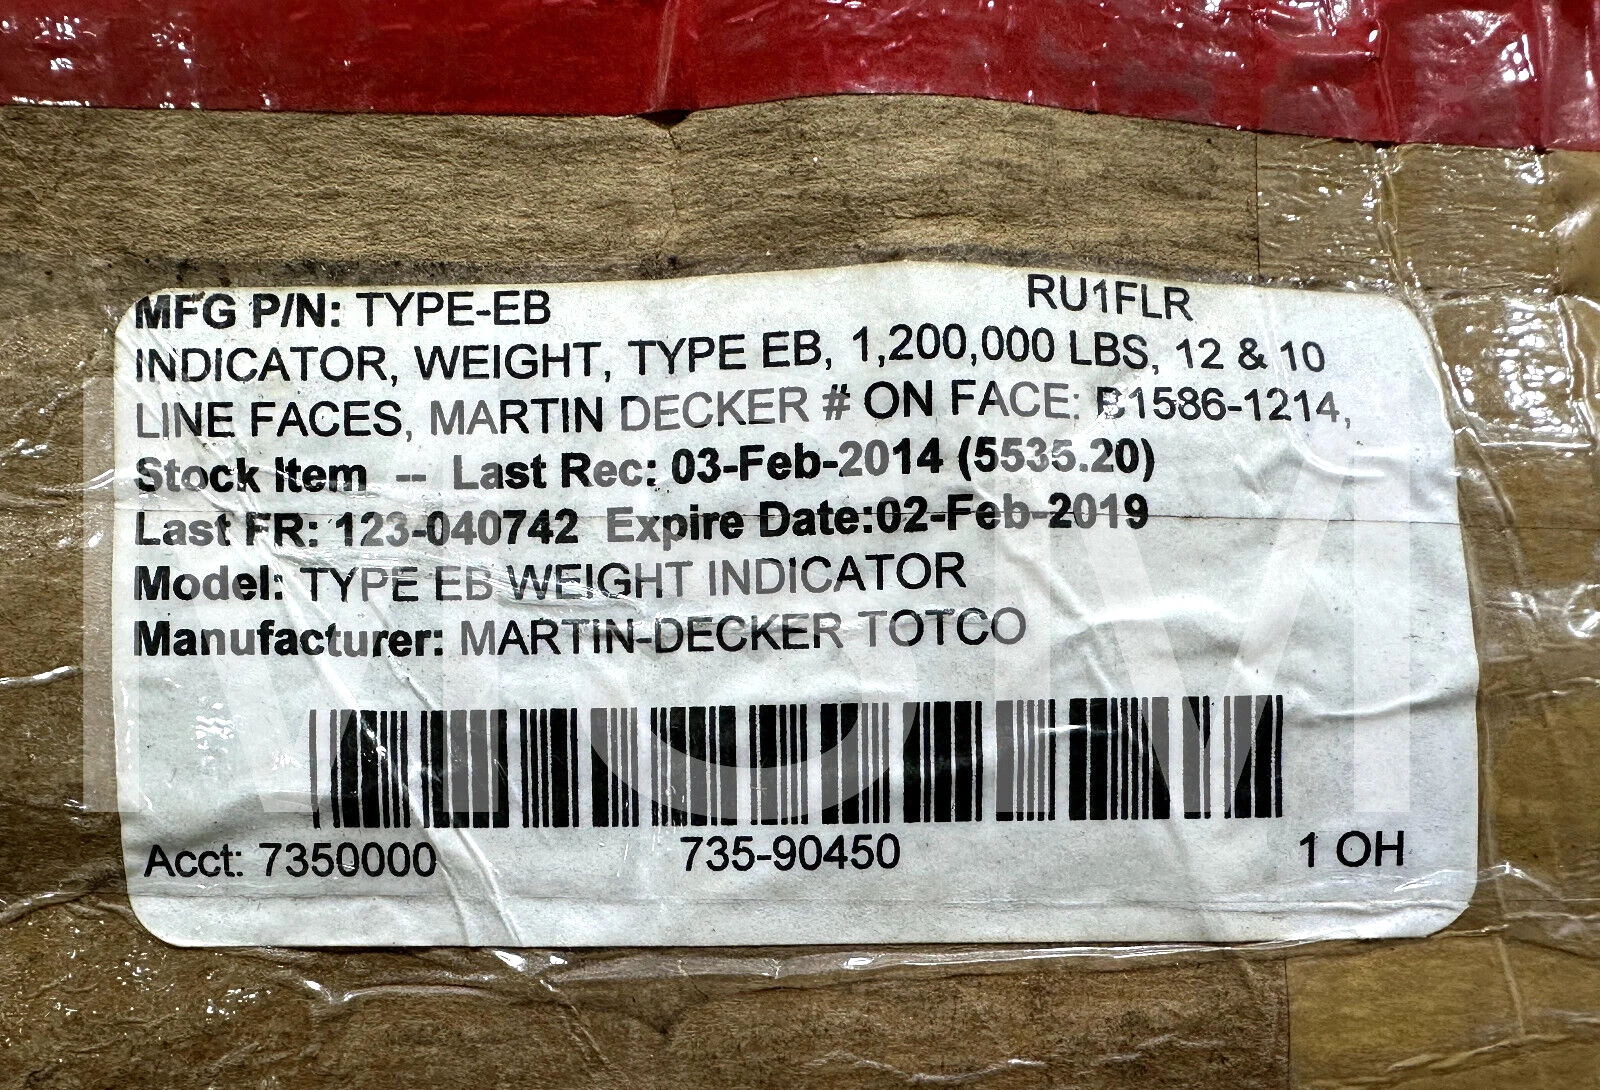 MFG P/N: TYPE-EB RU1FLR
INDICATOR, WEIGHT, TYPE EB, 1,200,000 LBS, 12 & 10
LINE FACES, MARTIN DECKER # ON FACE: B1586-1214,
Stock Item -- Last Rec: 03-Feb-2014 (5535.20)
Last FR: 123-040742 Expire Date:02-Feb-2019
Model: TYPE EB WEIGHT INDICATOR
Manufacturer: MARTIN-DECKER TOTCO
Acct: 7350000 735-90450 1 OH